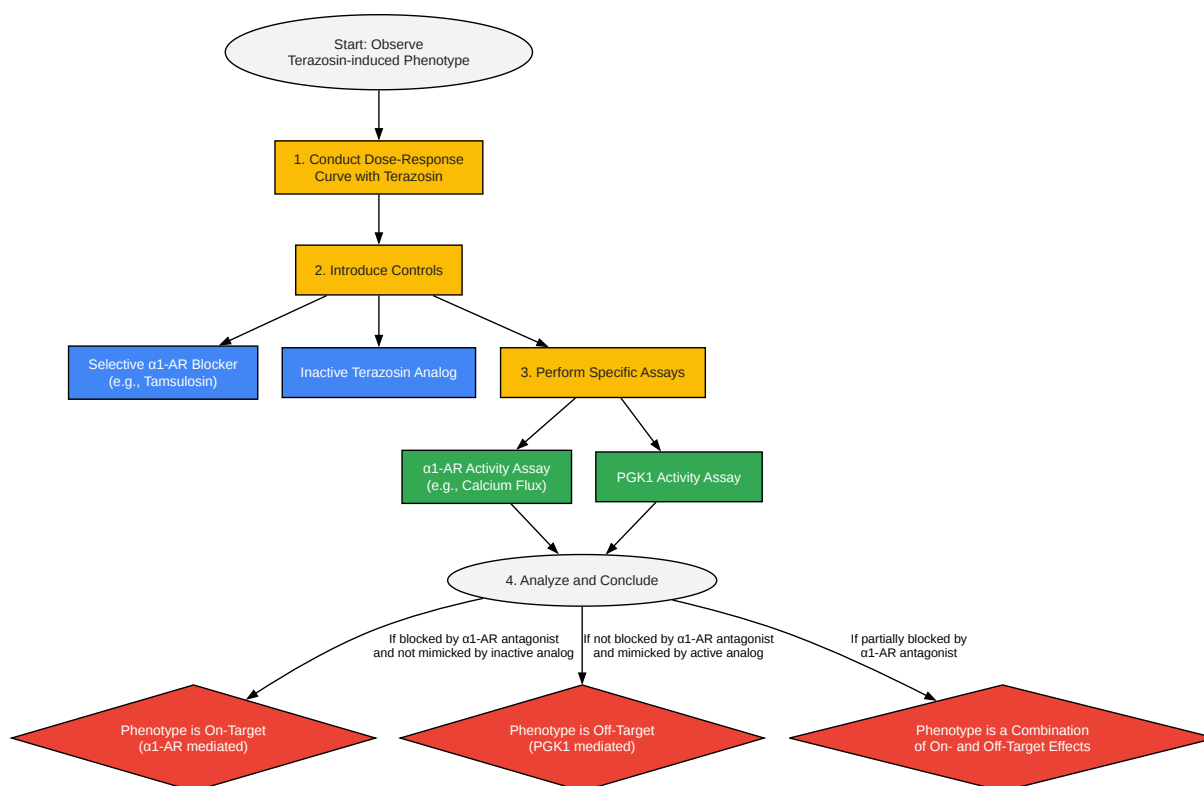 Start: Observe
Terazosin-induced Phenotype
1. Conduct Dose-Response
Curve with Terazosin
2. Introduce Controls
Selective α1-AR Blocker
(e.g., Tamsulosin)
Inactive Terazosin Analog
3. Perform Specific Assays
α1-AR Activity Assay
(e.g., Calcium Flux)
PGK1 Activity Assay
4. Analyze and Conclude
If blocked by α1-AR antagonist
and not mimicked by inactive analog
If not blocked by α1-AR antagonist
and mimicked by active analog
If partially blocked by
α1-AR antagonist
Phenotype is On-Target
(α1-AR mediated)
Phenotype is Off-Target
(PGK1 mediated)
Phenotype is a Combination
of On- and Off-Target Effects